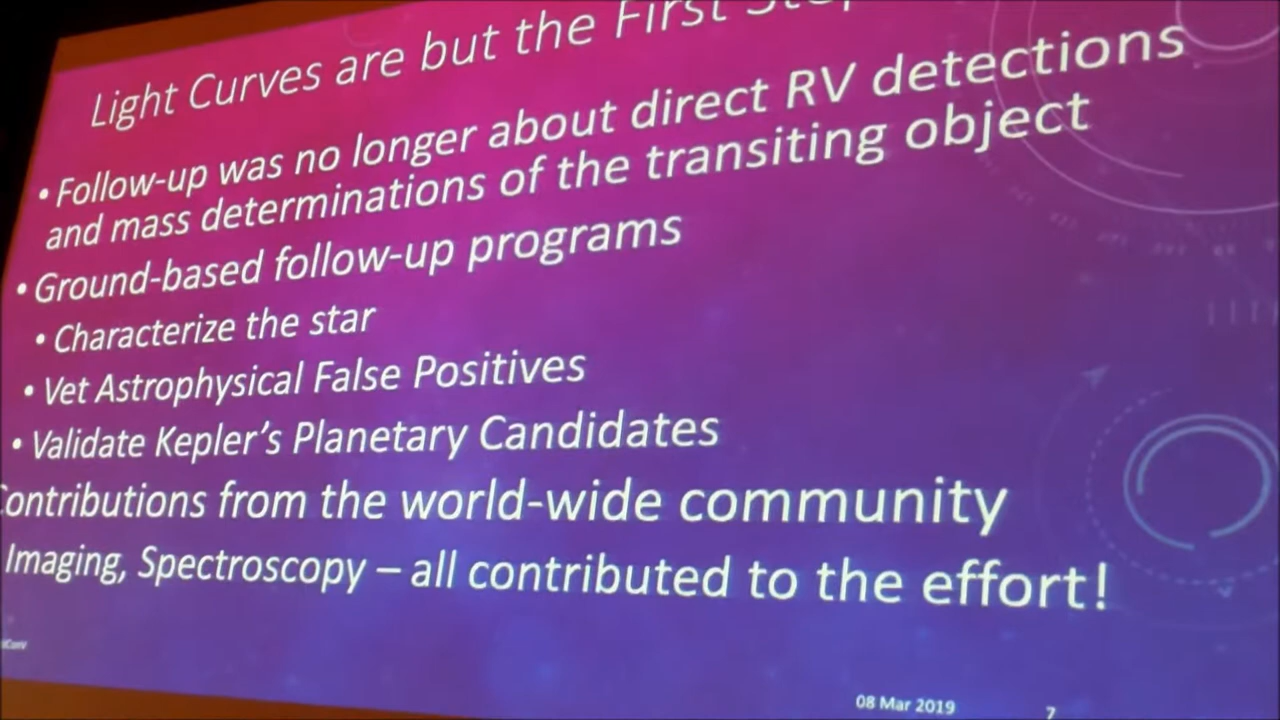 Light Curves are but the First Step
• Follow-up was no longer about direct RV detections
and mass determinations of the transiting object
• Ground-based follow-up programs
• Characterize the star
• Vet Astrophysical False Positives
• Validate Kepler's Planetary Candidates
Contributions from the world-wide community
Imaging, Spectroscopy – all contributed to the effort!
08 Mar 2019
7